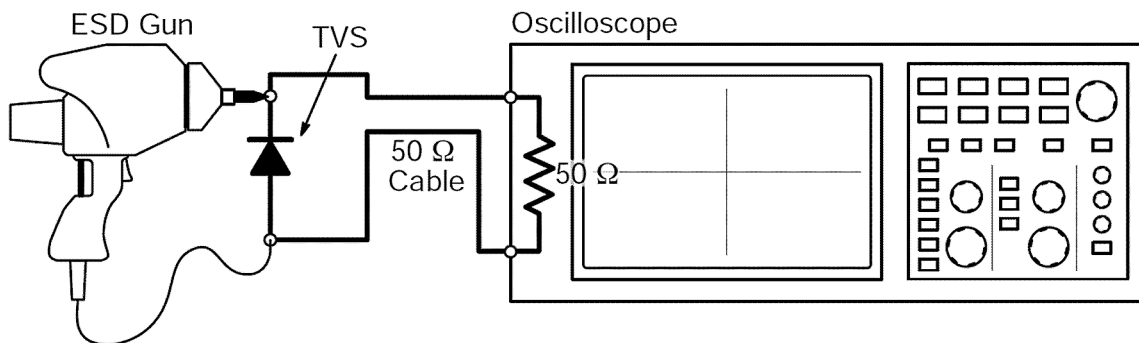 ESD Gun
TVS
Oscilloscope
50 Ω
Cable
50 Ω